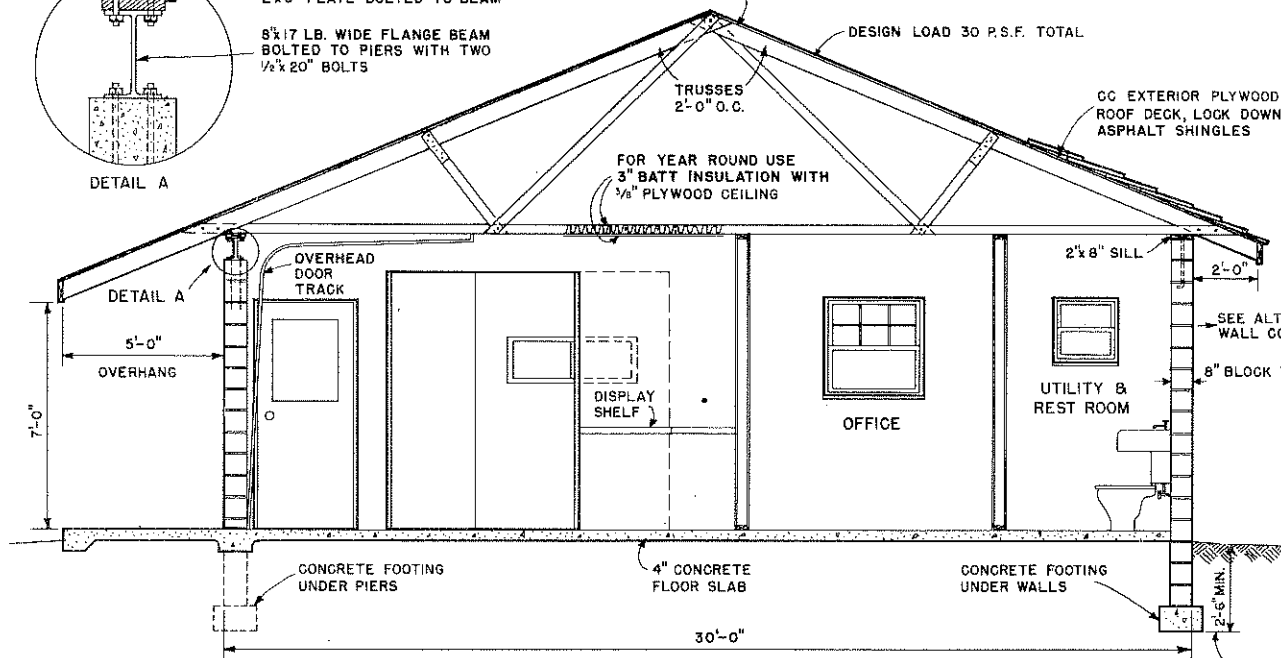 2"x8" PLATE BOLTED TO BEAM
8"x17 LB. WIDE FLANGE BEAM
BOLTED TO PIERS WITH TWO
1/2"x 20" BOLTS
DETAIL A
DESIGN LOAD 30 P.S.F. TOTAL
TRUSSES
2'-0" O.C.
CC EXTERIOR PLYWOOD
ROOF DECK, LOCK DOWN
ASPHALT SHINGLES
FOR YEAR ROUND USE
3" BATT INSULATION WITH
3/8" PLYWOOD CEILING
OVERHEAD
DOOR
TRACK
DETAIL A
2"x 8" SILL
2'-0"
SEE ALT
WALL CO
8" BLOCK
5'-0"
OVERHANG
7'-0"
DISPLAY
SHELF
OFFICE
UTILITY &
REST ROOM
CONCRETE FOOTING
UNDER PIERS
4" CONCRETE
FLOOR SLAB
CONCRETE FOOTING
UNDER WALLS
2'-6" MIN.
30'-0"